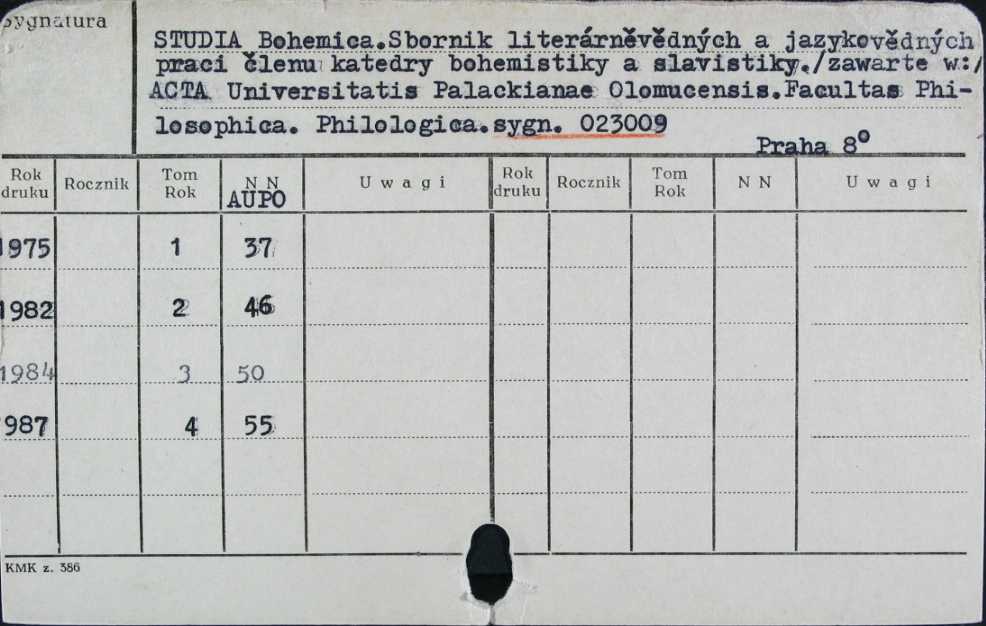 Sygnatura
STUDIA Bohemica.Sbornik literárněvědných a jazykovědných
praci členu katedry bohemistiky a slavistiky./zawarte w:/
ACTA Universitatis Palackianae Olomucensis.Facultas Phi-
losophica. Philologica.sygn. 023009
Praha 8⁰
Rok druku Rocznik Tom Rok N N U w a g i Rok druku Rocznik Tom Rok N N U w a g i
AUPO
1975 1 37
1982 2 46
1984 3 50
987 4 55
KMK z. 386